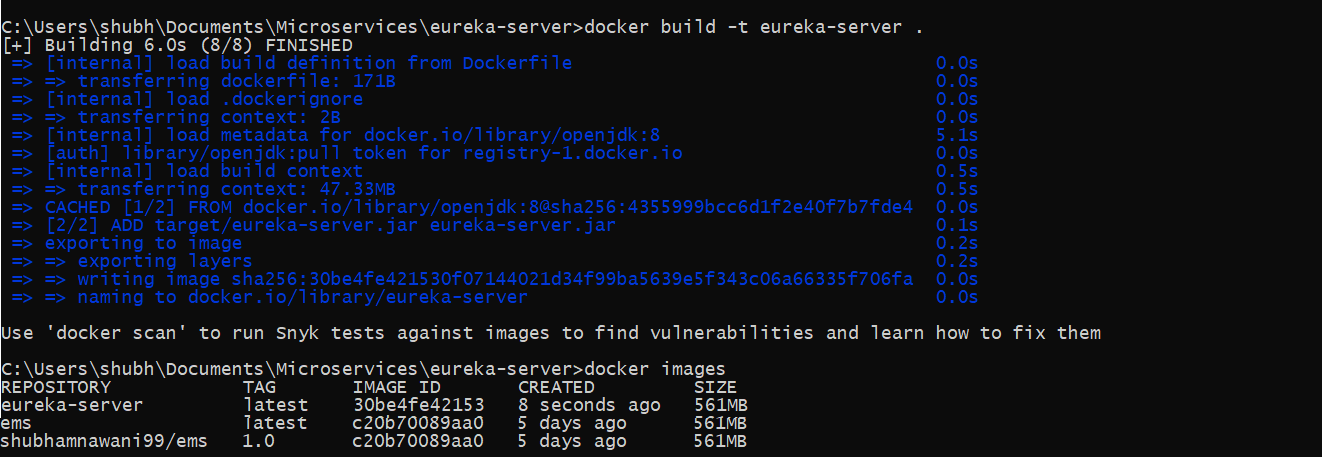 C:\Users\shubh\Documents\Microservices\eureka-server>docker build -t eureka-server .
[+] Building 6.0s (8/8) FINISHED
=> [internal] load build definition from Dockerfile 0.0s
=> => transferring dockerfile: 171B 0.0s
=> [internal] load .dockerignore 0.0s
=> => transferring context: 2B 0.0s
=> [internal] load metadata for docker.io/library/openjdk:8 5.1s
=> [auth] library/openjdk:pull token for registry-1.docker.io 0.0s
=> [internal] load build context 0.5s
=> => transferring context: 47.33MB 0.5s
=> CACHED [1/2] FROM docker.io/library/openjdk:8@sha256:4355999bcc6d1f2e40f7b7fde4 0.0s
=> [2/2] ADD target/eureka-server.jar eureka-server.jar 0.1s
=> exporting to image 0.2s
=> => exporting layers 0.2s
=> => writing image sha256:30be4fe421530f07144021d34f99ba5639e5f343c06a66335f706fa 0.0s
=> => naming to docker.io/library/eureka-server 0.0s
Use 'docker scan' to run Snyk tests against images to find vulnerabilities and learn how to fix them
C:\Users\shubh\Documents\Microservices\eureka-server>docker images
REPOSITORY TAG IMAGE ID CREATED SIZE
eureka-server latest 30be4fe42153 8 seconds ago 561MB
ems latest c20b70089aa0 5 days ago 561MB
shubhamnawani99/ems 1.0 c20b70089aa0 5 days ago 561MB